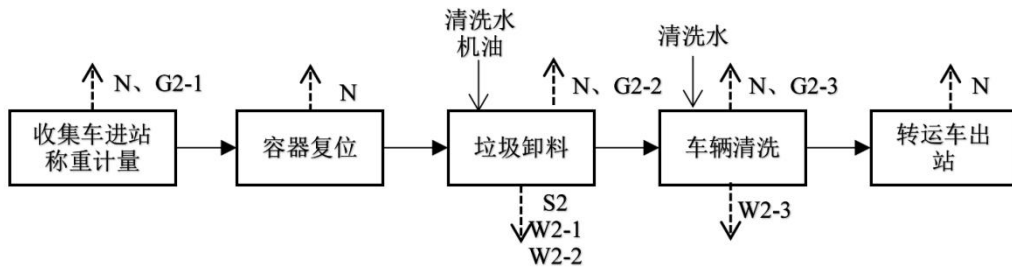 清洗水
机油
清洗水
N、G2-1
N
N、G2-2
N、G2-3
N
收集车进站
称重计量
容器复位
垃圾卸料
车辆清洗
转运车出
站
S2
W2-1
W2-2
W2-3